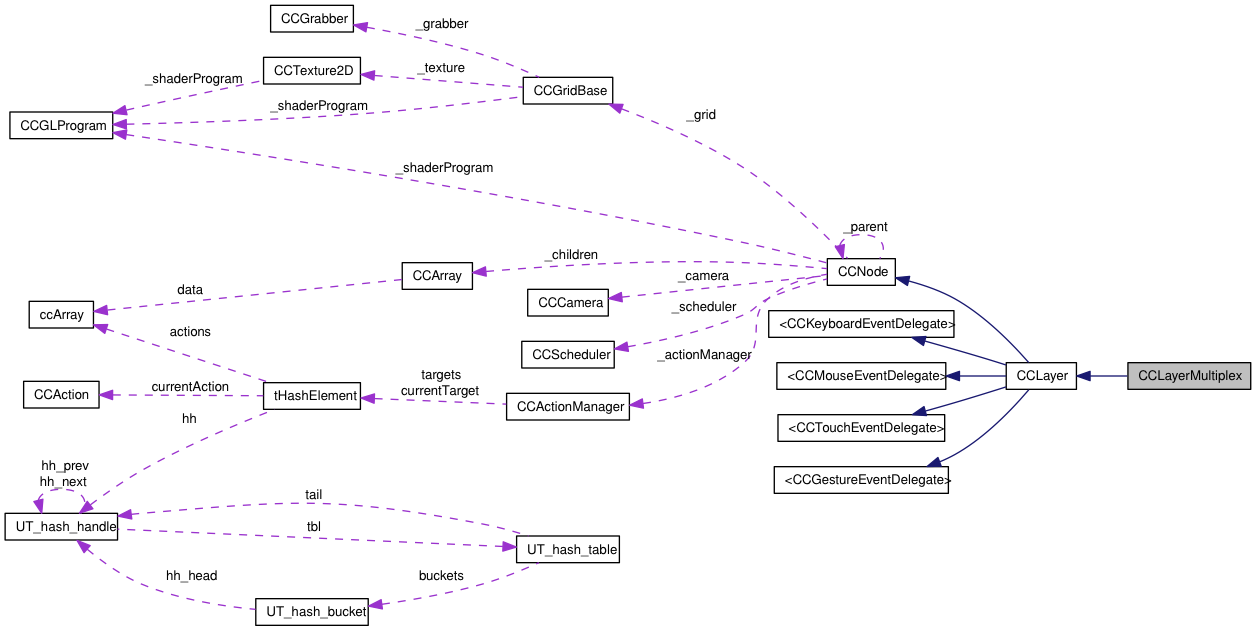 CCGrabber
_grabber
CCTexture2D
_texture
_shaderProgram
CCGridBase
_shaderProgram
CCGLProgram
_grid
_shaderProgram
_parent
_children
CCNode
CCArray
_camera
data
CCCamera
_scheduler
ccArray
<CCKeyboardEventDelegate>
actions
CCScheduler
_actionManager
targets
currentTarget
<CCMouseEventDelegate>
CCLayer
CCLayerMultiplex
currentAction
CCAction
tHashElement
CCActionManager
hh
<CCTouchEventDelegate>
hh_prev
hh_next
<CCGestureEventDelegate>
tail
UT_hash_handle
tbl
UT_hash_table
hh_head
buckets
UT_hash_bucket